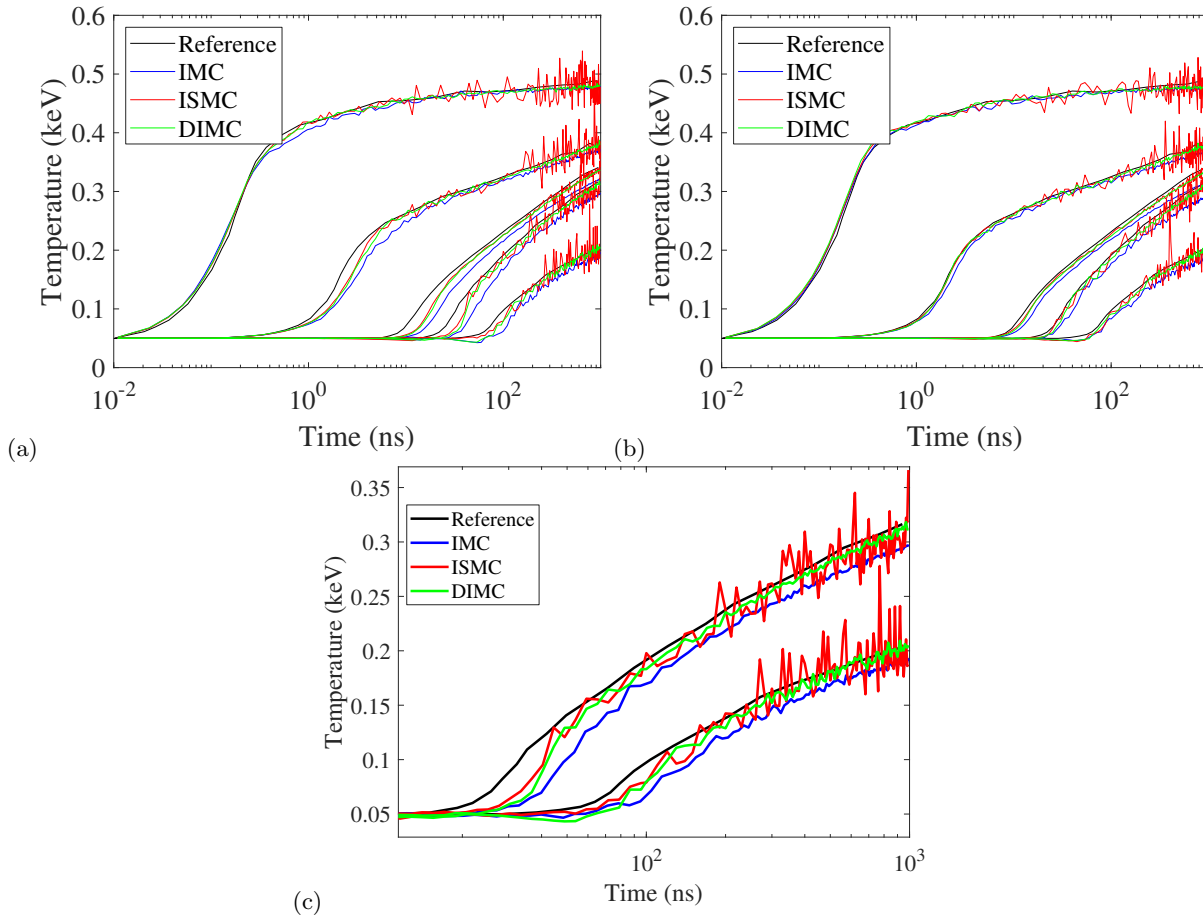 0.6
0.5
0.4
0.3
0.2
0.1
0
Temperature (keV)
Reference
IMC
ISMC
DIMC
10-2
100
102
Time (ns)
(a)
0.6
0.5
0.4
0.3
0.2
0.1
0
Temperature (keV)
Reference
IMC
ISMC
DIMC
10-2
100
102
Time (ns)
(b)
0.35
0.3
0.25
0.2
0.15
0.1
0.05
Temperature (keV)
Reference
IMC
ISMC
DIMC
102
103
Time (ns)
(c)